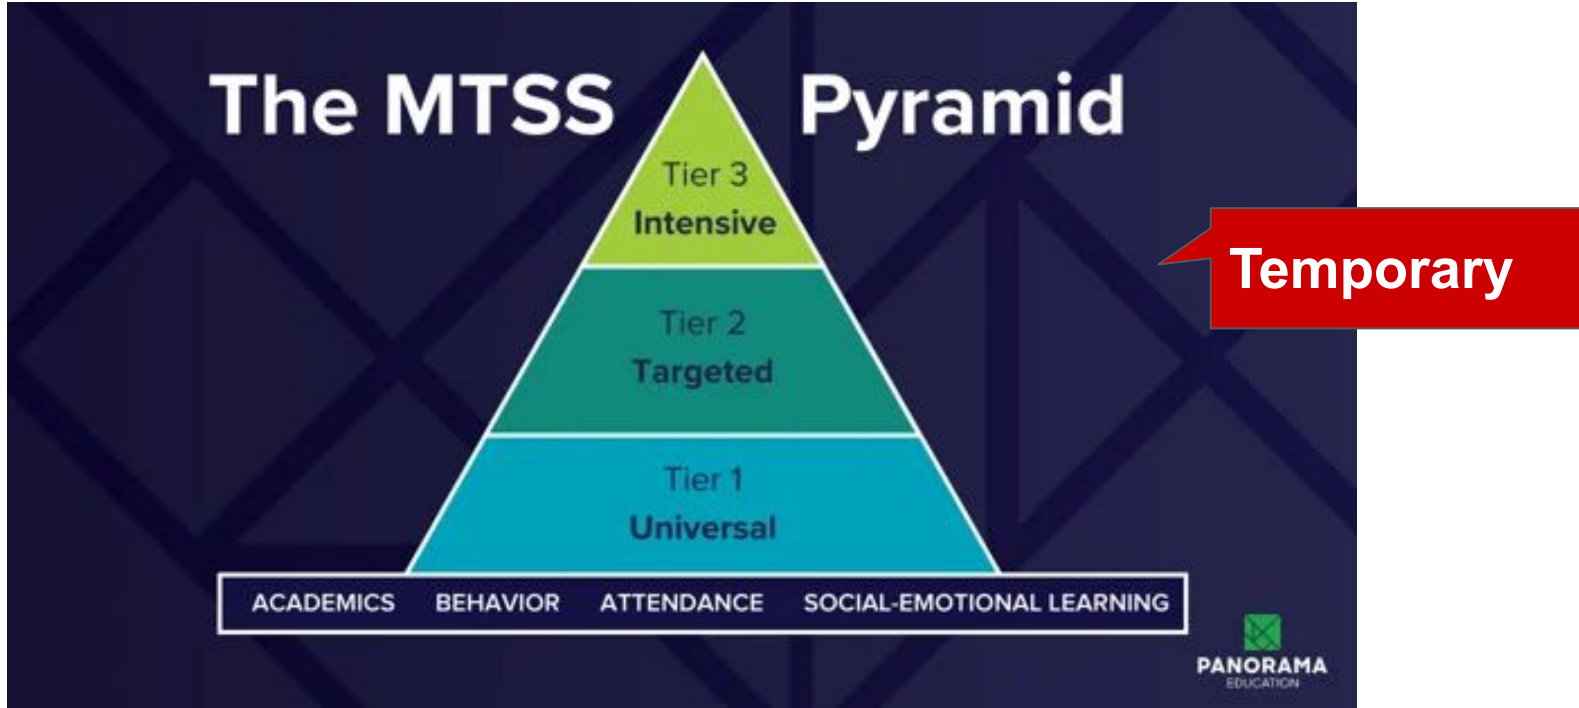 The MTSS Pyramid
Tier 3
Intensive
Temporary
Tier 2
Targeted
Tier 1
Universal
ACADEMICS BEHAVIOR ATTENDANCE SOCIAL-EMOTIONAL LEARNING
PANORAMA
EDUCATION